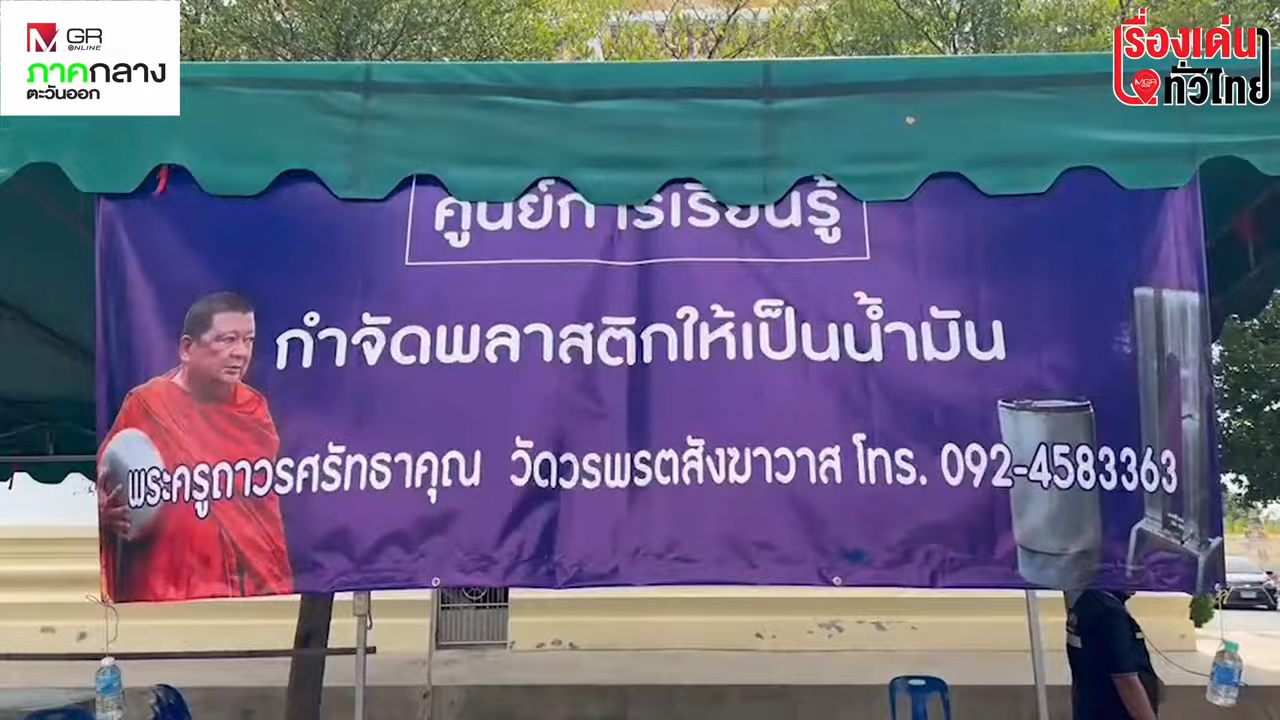 MGR
ONLINE
ภาคกลาง
ตะวันออก
เรื่องเด่น
MGR
ทั่วไทย
ศูนย์การเรียนรู้
กำจัดพลาสติกให้เป็นน้ำมัน
พระครูถาวรศรัทธาคุณ วัดวรพรตสังฆาวาส โทร. 092-4583363